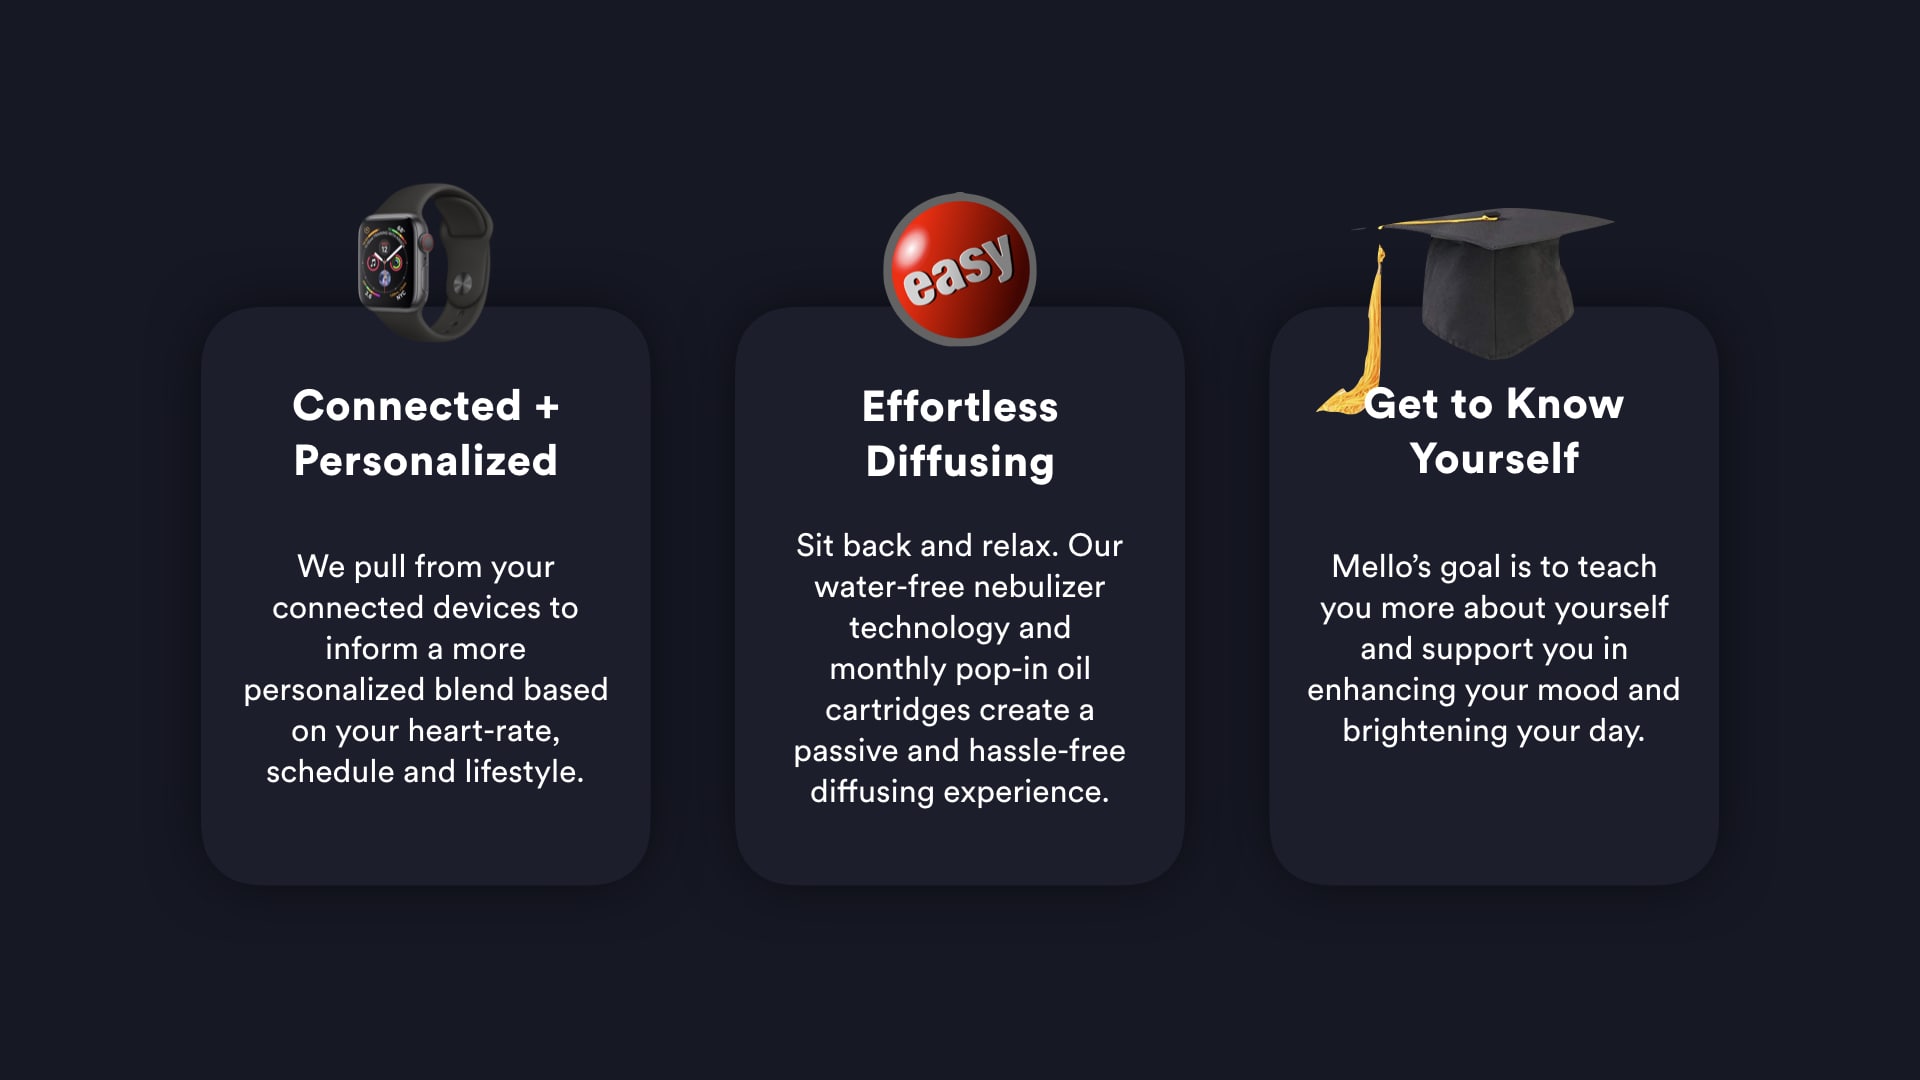 easy
Connected +
Personalized
We pull from your
connected devices to
inform a more
personalized blend based
on your heart-rate,
schedule and lifestyle.
Effortless
Diffusing
Sit back and relax. Our
water-free nebulizer
technology and
monthly pop-in oil
cartridges create a
passive and hassle-free
diffusing experience.
Get to Know
Yourself
Mello’s goal is to teach
you more about yourself
and support you in
enhancing your mood and
brightening your day.